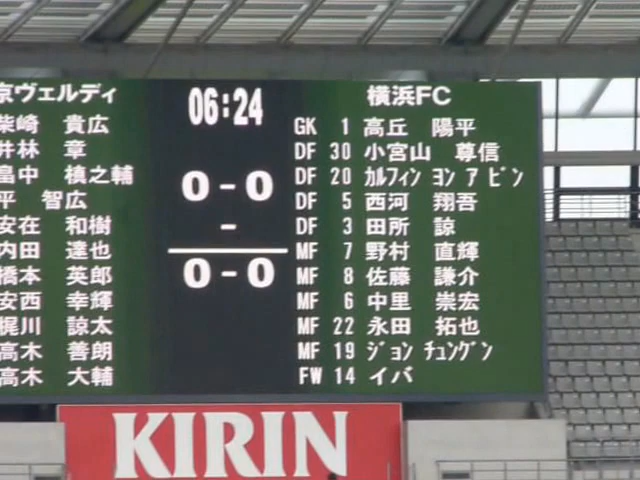 京ヴェルディ 06:24 横浜FC
柴崎 貴広 GK 1 高丘 陽平
井林 章 DF 30 小宮山 尊信
畠中 槙之輔 0-0 DF 20 カルフィン ヨン ア ピン
平 智広 DF 5 西河 翔吾
安在 和樹 - DF 3 田所 諒
内田 達也 MF 7 野村 直輝
橋本 英郎 0-0 MF 8 佐藤 謙介
安西 幸輝 MF 6 中里 崇宏
梶川 諒太 MF 22 永田 拓也
高木 善朗 MF 19 ジョン チュングン
高木 大輔 FW 14 イバ
KIRIN